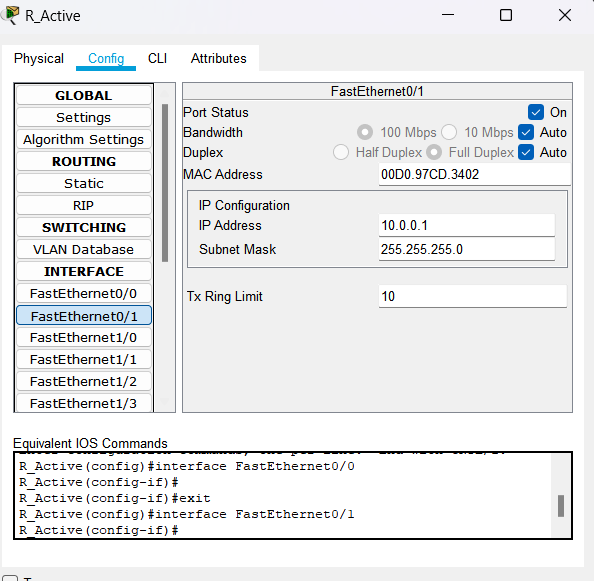 R_Active
Physical Config CLI Attributes
GLOBAL
Settings
Algorithm Settings
ROUTING
Static
RIP
SWITCHING
VLAN Database
INTERFACE
FastEthernet0/0
FastEthernet0/1
FastEthernet1/0
FastEthernet1/1
FastEthernet1/2
FastEthernet1/3
FastEthernet0/1
Port Status On
Bandwidth 100 Mbps 10 Mbps Auto
Duplex Half Duplex Full Duplex Auto
MAC Address 00D0.97CD.3402
IP Configuration
IP Address 10.0.0.1
Subnet Mask 255.255.255.0
Tx Ring Limit 10
Equivalent IOS Commands
R_Active(config)#interface FastEthernet0/0
R_Active(config-if)#
R_Active(config-if)#exit
R_Active(config)#interface FastEthernet0/1
R_Active(config-if)#